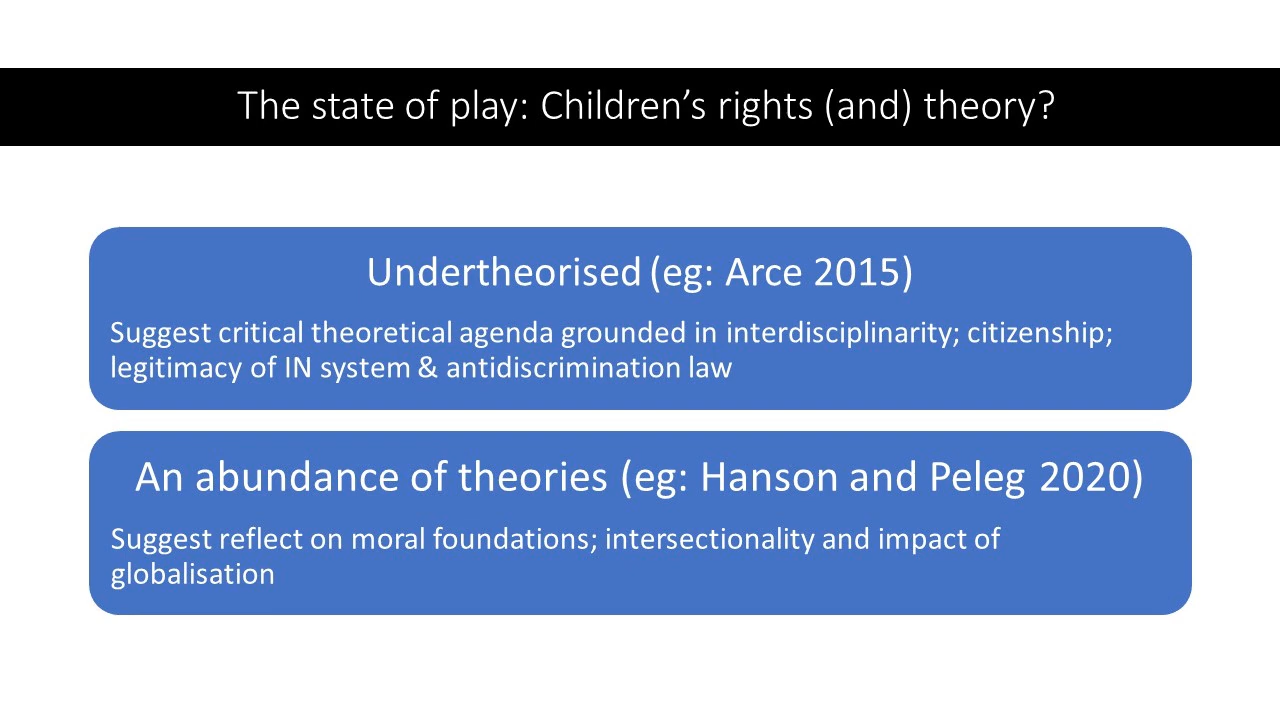 The state of play: Children’s rights (and) theory?
Undertheorised (eg: Arce 2015)
Suggest critical theoretical agenda grounded in interdisciplinarity; citizenship;
legitimacy of IN system & antidiscrimination law
An abundance of theories (eg: Hanson and Peleg 2020)
Suggest reflect on moral foundations; intersectionality and impact of
globalisation